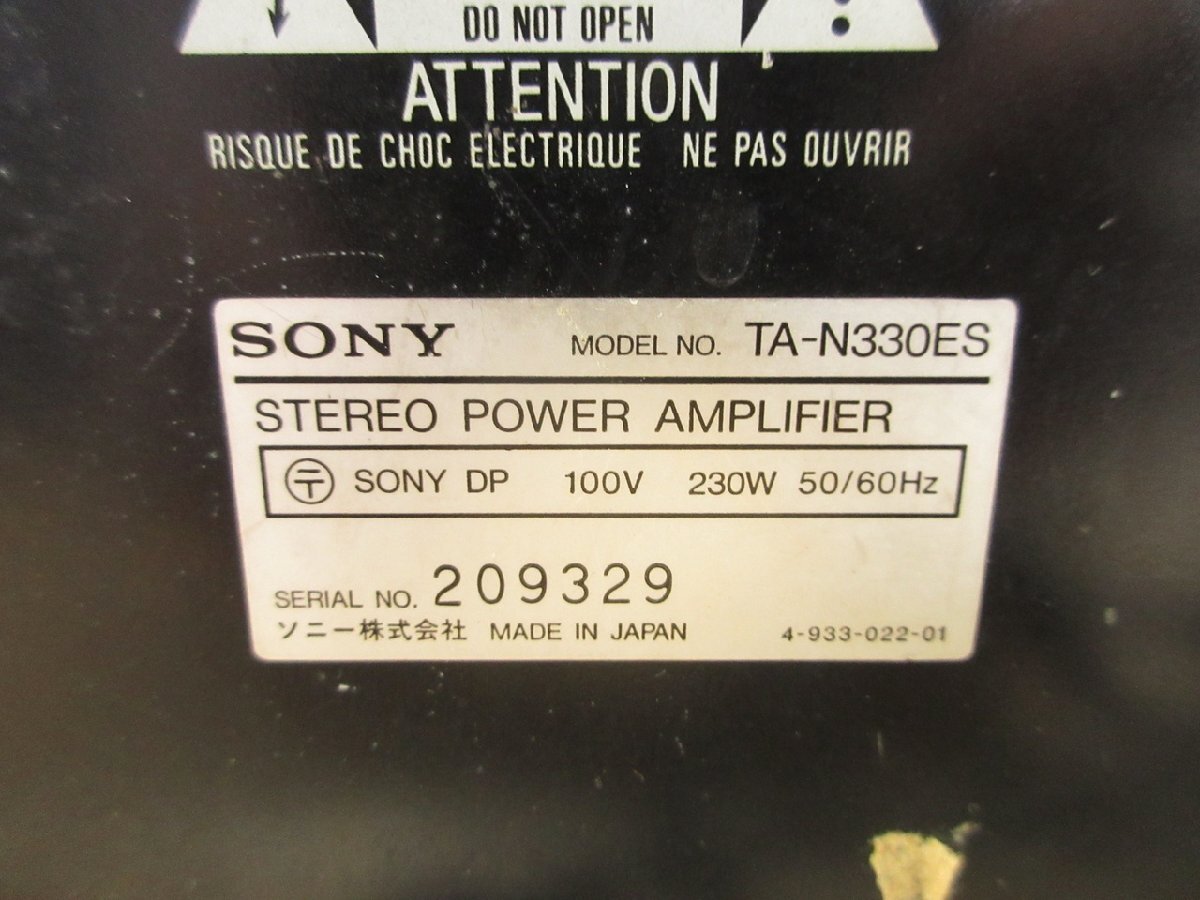 DO NOT OPEN
ATTENTION
RISQUE DE CHOC ELECTRIQUE NE PAS OUVRIR
SONY MODEL NO. TA-N330ES
STEREO POWER AMPLIFIER
〒 SONY DP 100V 230W 50/60Hz
SERIAL NO. 209329
ソニー株式会社 MADE IN JAPAN 4-933-022-01